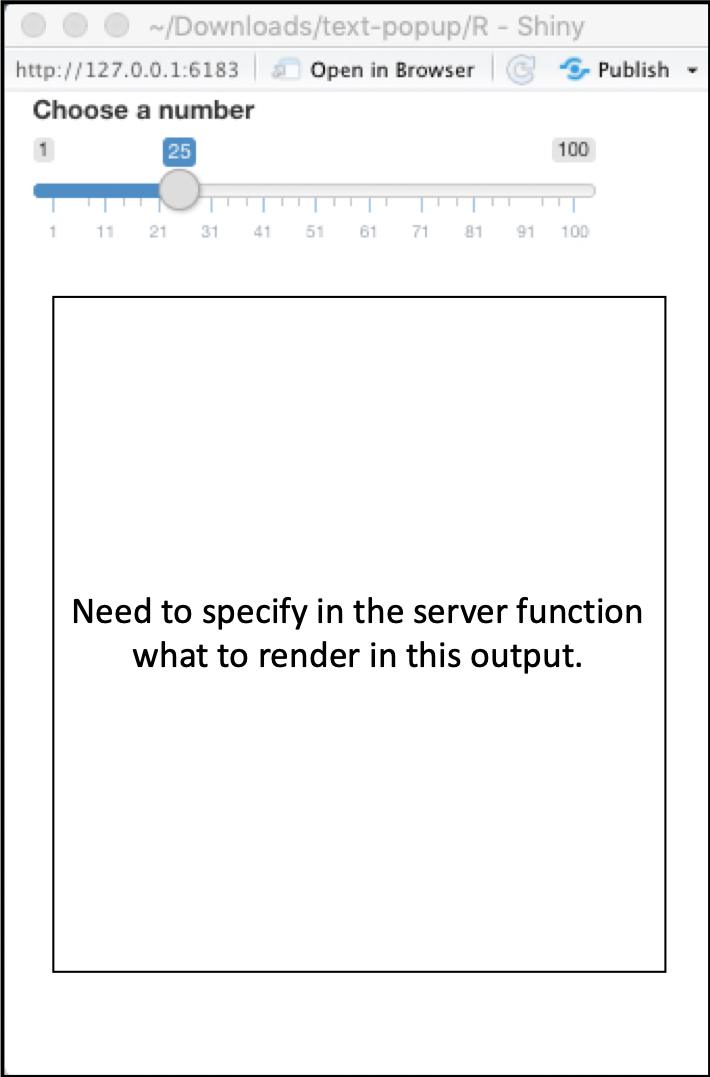 ~/Downloads/text-popup/R - Shiny
http://127.0.0.1:6183 Open in Browser Publish
Choose a number
1 25 100
1 11 21 31 41 51 61 71 81 91 100
Need to specify in the server function
what to render in this output.